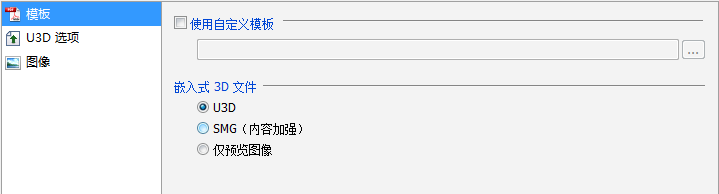 模板
U3D 选项
图像
使用自定义模板
...
嵌入式 3D 文件
U3D
SMG（内容加强）
仅预览图像